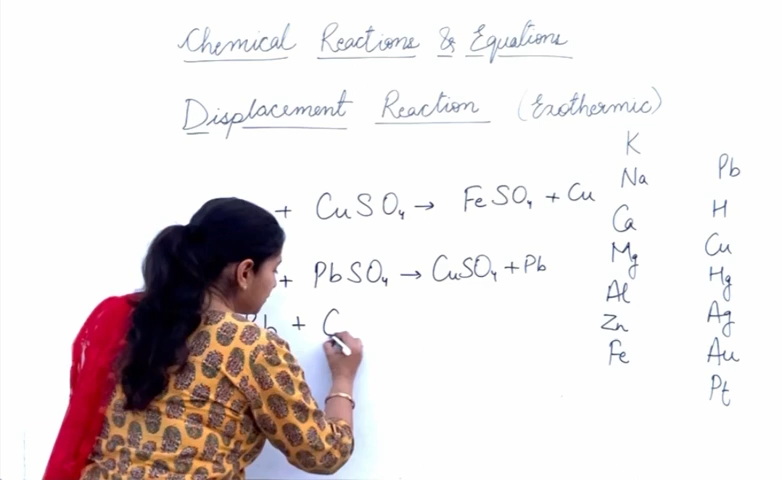 Chemical Reactions & Equations
Displacement Reaction (Exothermic)
+ CuSO₄ → FeSO₄ + Cu
+ PbSO₄ → CuSO₄ + Pb
Pb + C
K
Na
Ca
Mg
Al
Zn
Fe
Pb
H
Cu
Hg
Ag
Au
Pt